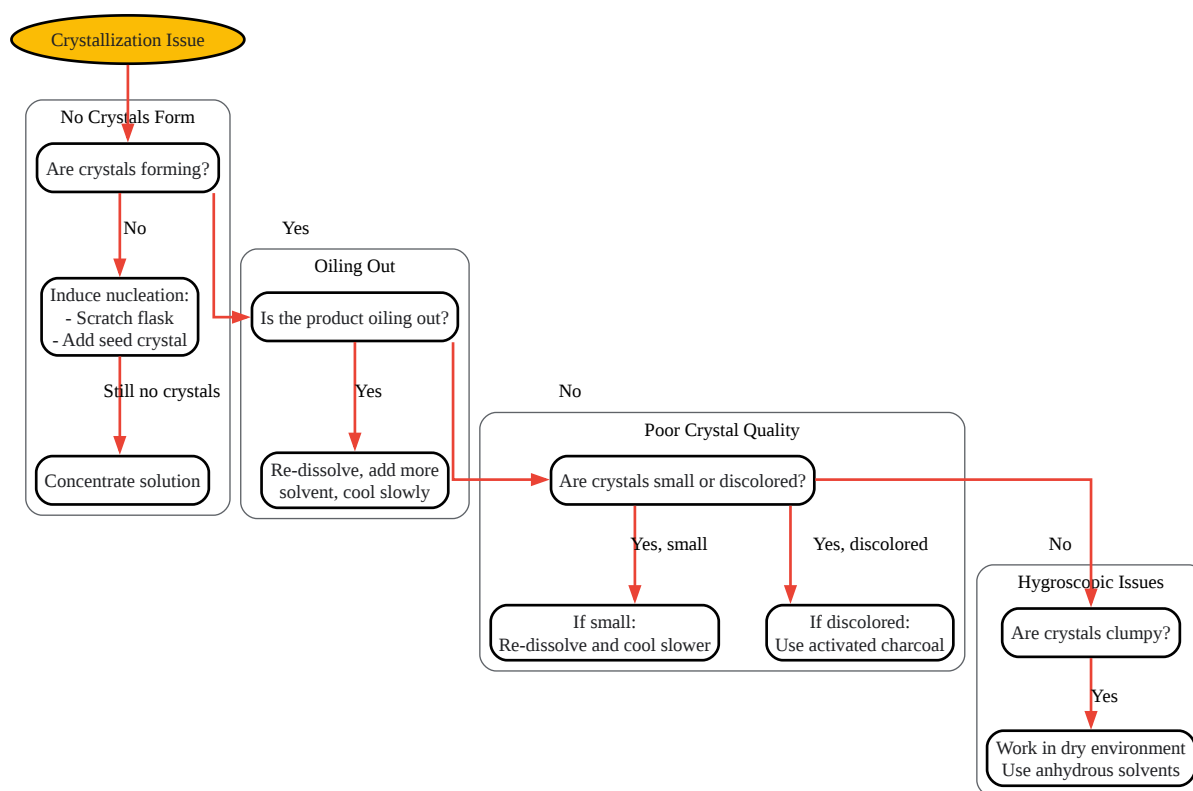 Crystallization Issue
No Crystals Form
Are crystals forming?
No
Yes
Induce nucleation:
- Scratch flask
- Add seed crystal
Still no crystals
Concentrate solution
Oiling Out
Is the product oiling out?
Yes
No
Re-dissolve, add more
solvent, cool slowly
Poor Crystal Quality
Are crystals small or discolored?
Yes, small
Yes, discolored
No
If small:
Re-dissolve and cool slower
If discolored:
Use activated charcoal
Hygroscopic Issues
Are crystals clumpy?
Yes
Work in dry environment
Use anhydrous solvents